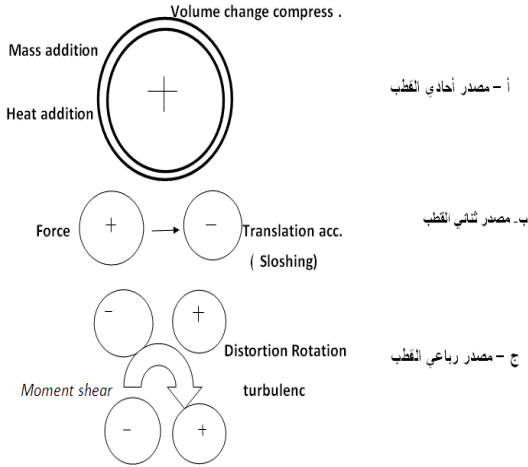 Volume change compress .
Mass addition
+
Heat addition
أ – مصدر أحادي القطب
Force
+
–
Translation acc.
( Sloshing)
ب- مصدر ثنائي القطب
–
+
Distortion Rotation
ج – مصدر رباعي القطب
Moment shear
turbulenc
–
+